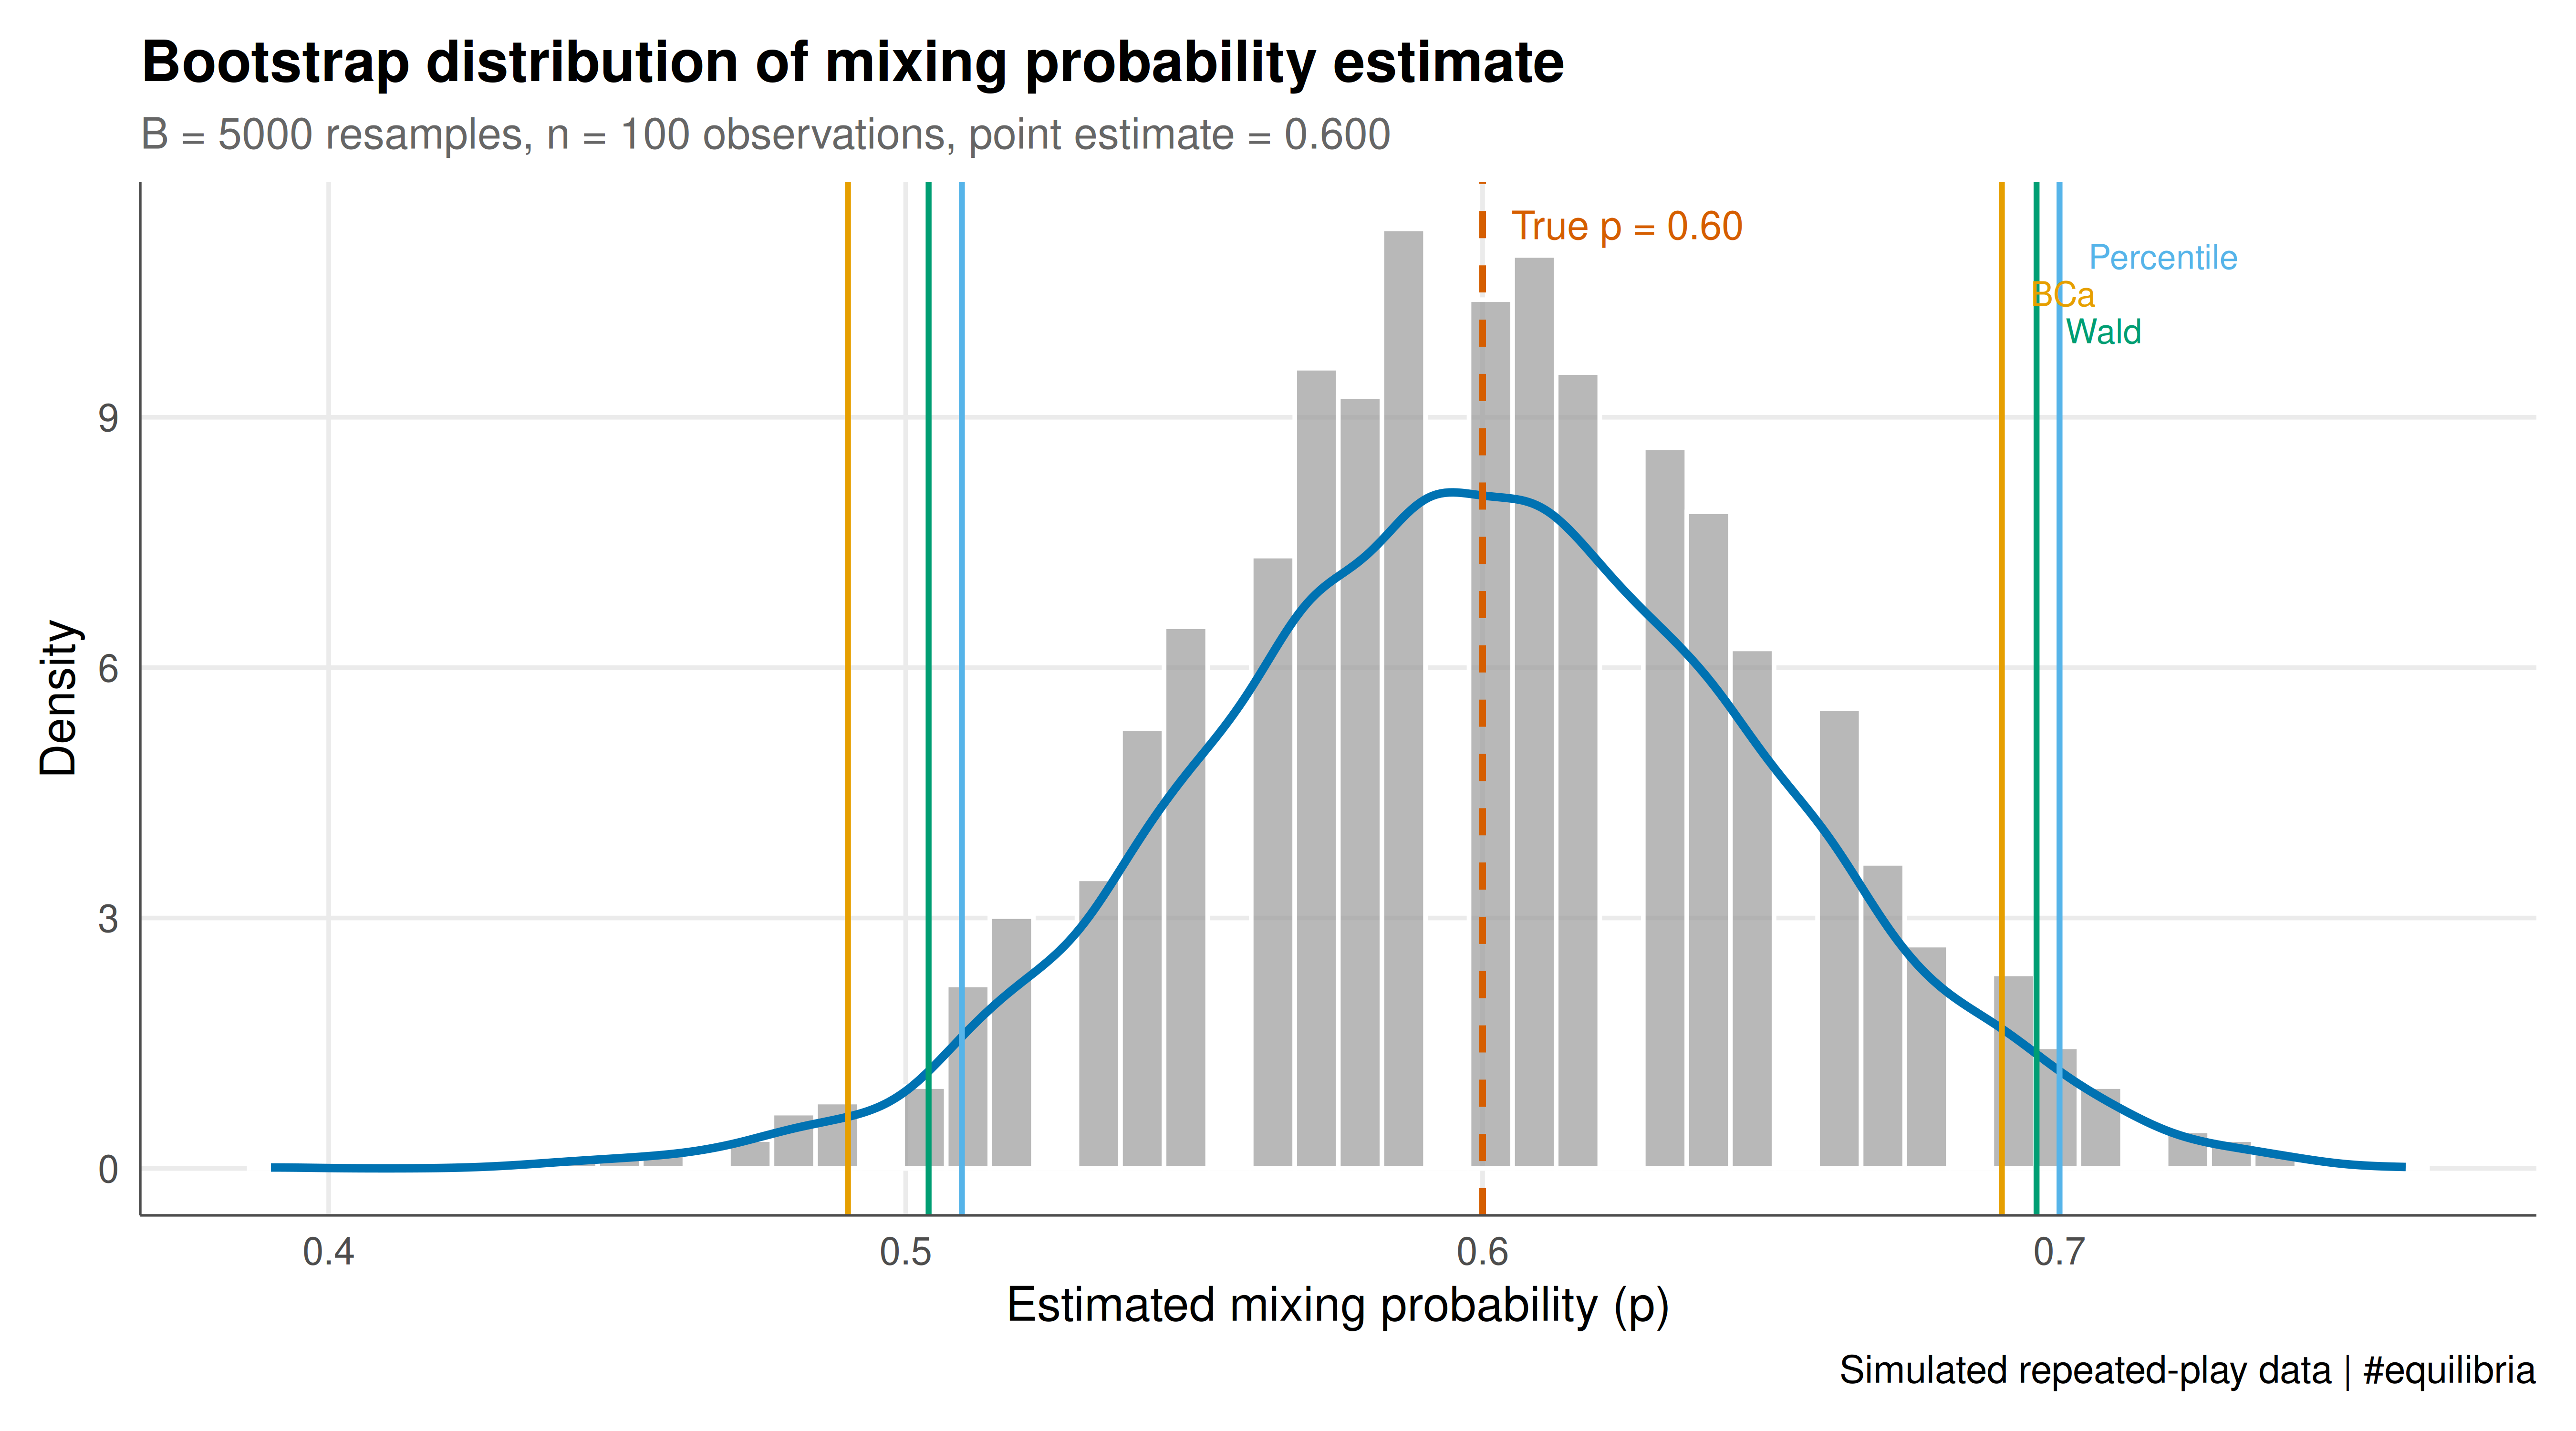 Bootstrap distribution of mixing probability estimate
B = 5000 resamples, n = 100 observations, point estimate = 0.600
True p = 0.60
Percentile
BCa
Wald
9
6
3
0
Density
0.4
0.5
0.6
0.7
Estimated mixing probability (p)
Simulated repeated-play data | #equilibria